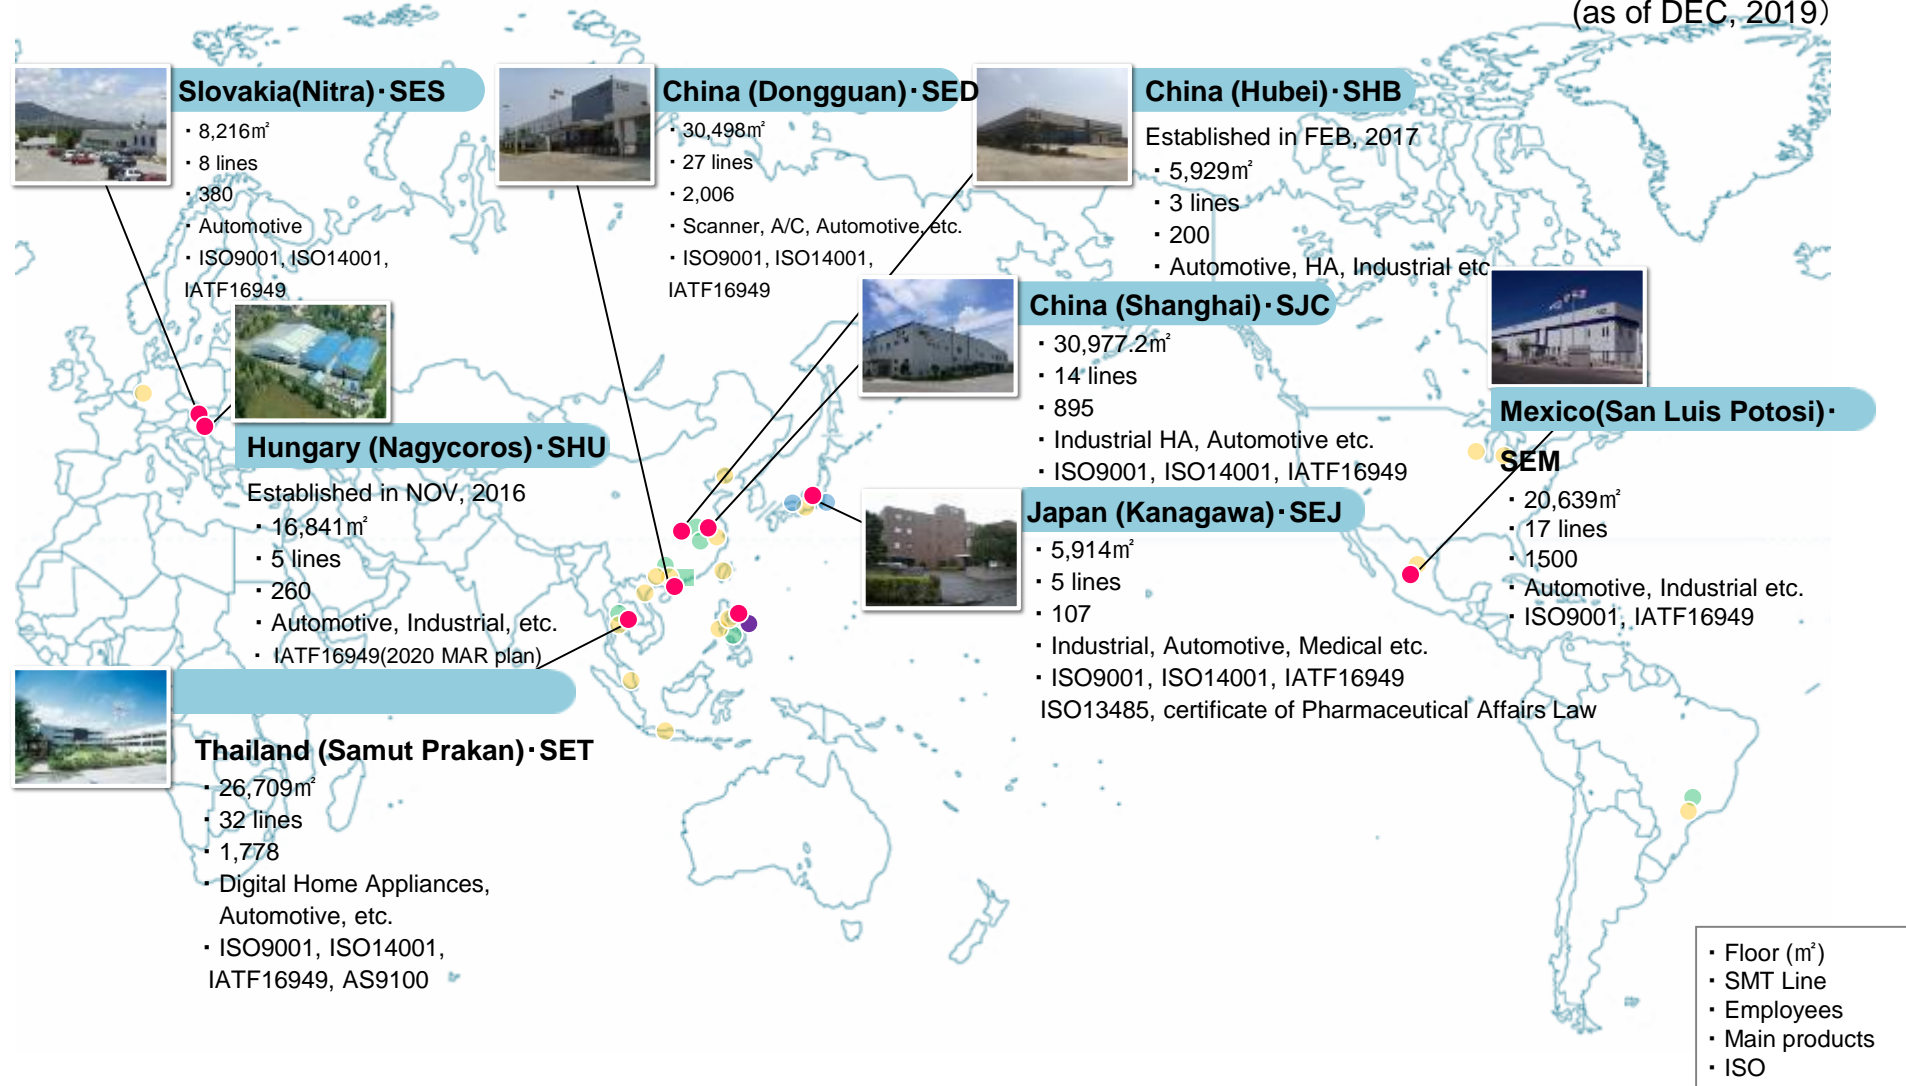 (as of DEC, 2019)
Slovakia(Nitra)・SES
・8,216㎡
・8 lines
・380
・Automotive
・ISO9001, ISO14001,
IATF16949
China (Dongguan)・SED
・30,498㎡
・27 lines
・2,006
・Scanner, A/C, Automotive, etc.
・ISO9001, ISO14001,
IATF16949
China (Hubei)・SHB
Established in FEB, 2017
・5,929㎡
・3 lines
・200
・Automotive, HA, Industrial etc
China (Shanghai)・SJC
・30,977.2㎡
・14 lines
・895
・Industrial HA, Automotive etc.
・ISO9001, ISO14001, IATF16949
Mexico(San Luis Potosi)・
SEM
・20,639㎡
・17 lines
・1500
・Automotive, Industrial etc.
・ISO9001, IATF16949
Hungary (Nagycoros)・SHU
Established in NOV, 2016
・16,841㎡
・5 lines
・260
・Automotive, Industrial, etc.
・IATF16949(2020 MAR plan)
Japan (Kanagawa)・SEJ
・5,914㎡
・5 lines
・107
・Industrial, Automotive, Medical etc.
・ISO9001, ISO14001, IATF16949
ISO13485, certificate of Pharmaceutical Affairs Law
Thailand (Samut Prakan)・SET
・26,709㎡
・32 lines
・1,778
・Digital Home Appliances,
Automotive, etc.
・ISO9001, ISO14001,
IATF16949, AS9100
・Floor (㎡)
・SMT Line
・Employees
・Main products
・ISO